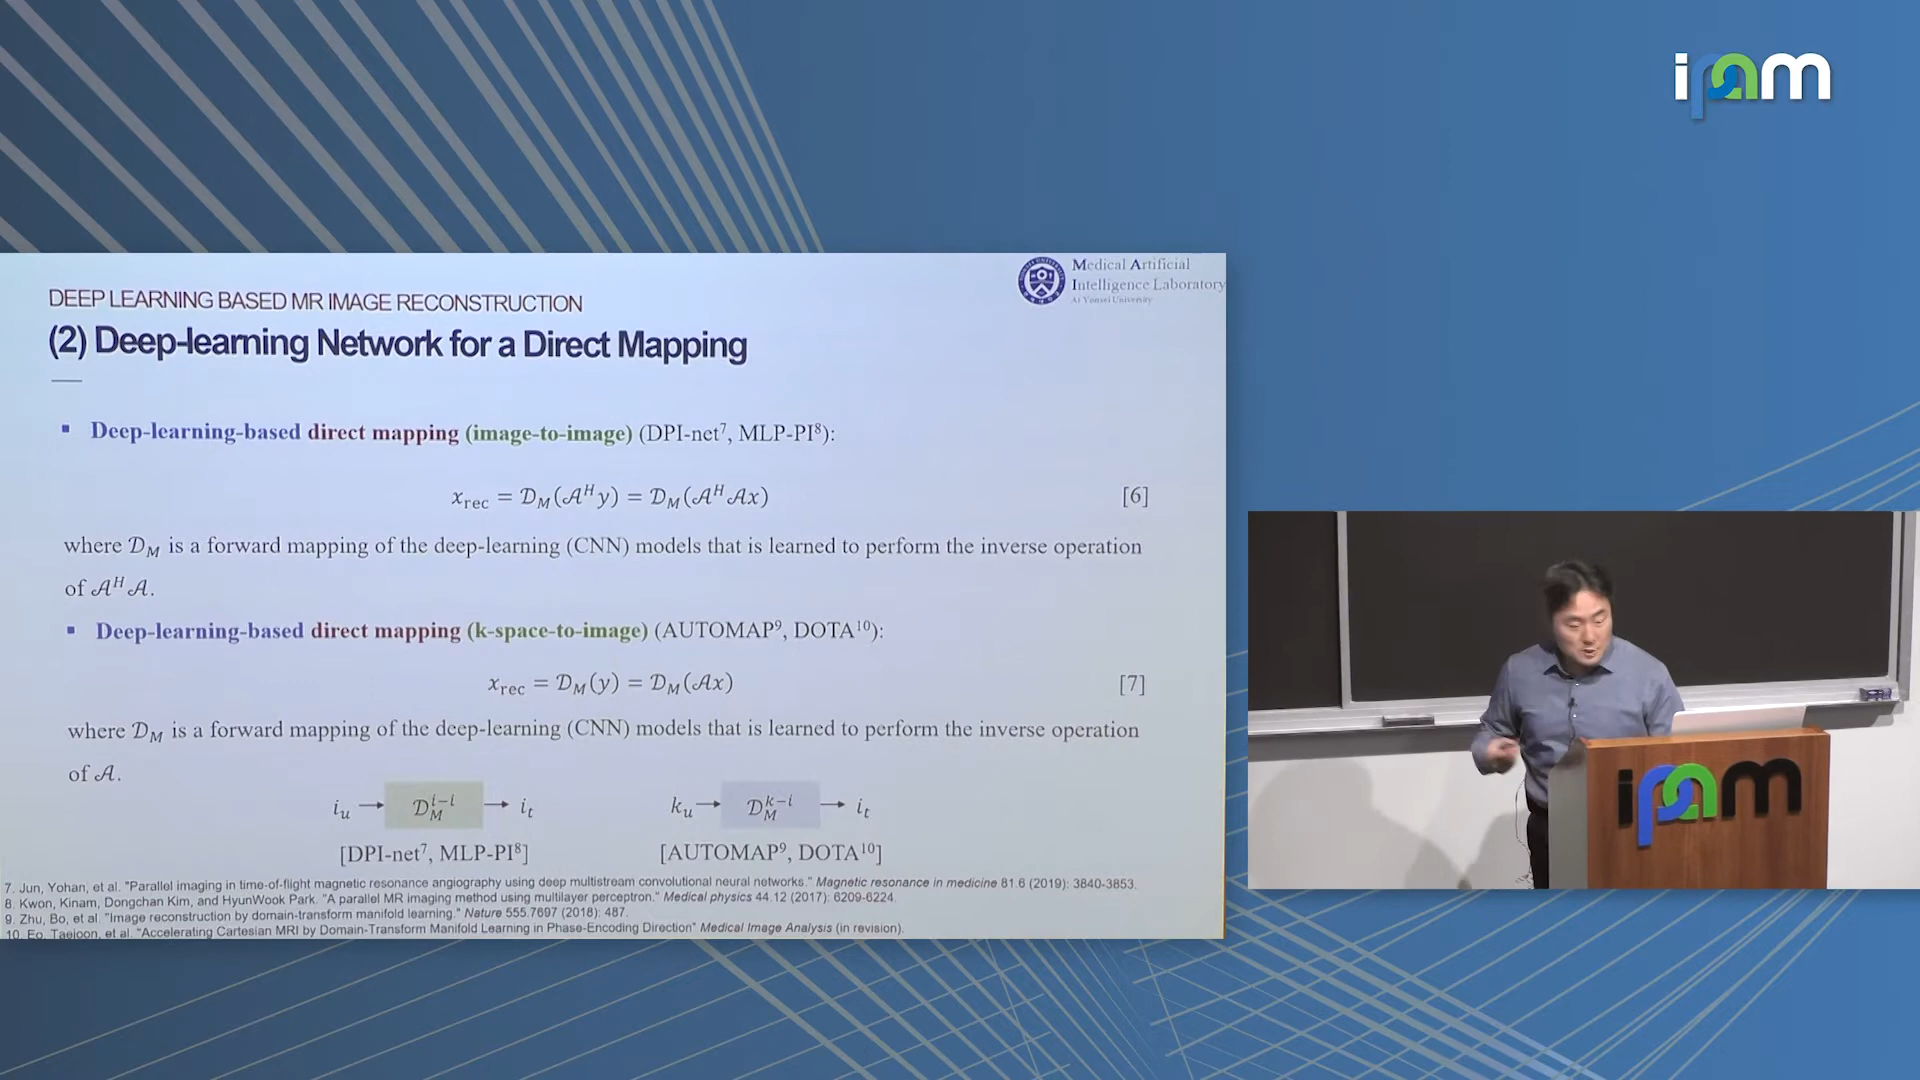 ipam
Medical Artificial
Intelligence Laboratory
At Yonsei University
DEEP LEARNING BASED MR IMAGE RECONSTRUCTION
(2) Deep-learning Network for a Direct Mapping
▪ Deep-learning-based direct mapping (image-to-image) (DPI-net⁷, MLP-PI⁸):
x_rec = 𝒟_M(𝒜ᴴy) = 𝒟_M(𝒜ᴴ𝒜x) [6]
where 𝒟_M is a forward mapping of the deep-learning (CNN) models that is learned to perform the inverse operation
of 𝒜ᴴ𝒜.
▪ Deep-learning-based direct mapping (k-space-to-image) (AUTOMAP⁹, DOTA¹⁰):
x_rec = 𝒟_M(y) = 𝒟_M(𝒜x) [7]
where 𝒟_M is a forward mapping of the deep-learning (CNN) models that is learned to perform the inverse operation
of 𝒜.
i_u → 𝒟_M^{i−i} → i_t k_u → 𝒟_M^{k−i} → i_t
[DPI-net⁷, MLP-PI⁸] [AUTOMAP⁹, DOTA¹⁰]
7. Jun, Yohan, et al. "Parallel imaging in time-of-flight magnetic resonance angiography using deep multistream convolutional neural networks." Magnetic resonance in medicine 81.6 (2019): 3840-3853.
8. Kwon, Kinam, Dongchan Kim, and HyunWook Park. "A parallel MR imaging method using multilayer perceptron." Medical physics 44.12 (2017): 6209-6224.
9. Zhu, Bo, et al. "Image reconstruction by domain-transform manifold learning." Nature 555.7697 (2018): 487.
10. Eo, Taejoon, et al. "Accelerating Cartesian MRI by Domain-Transform Manifold Learning in Phase-Encoding Direction" Medical Image Analysis (in revision).
ipam